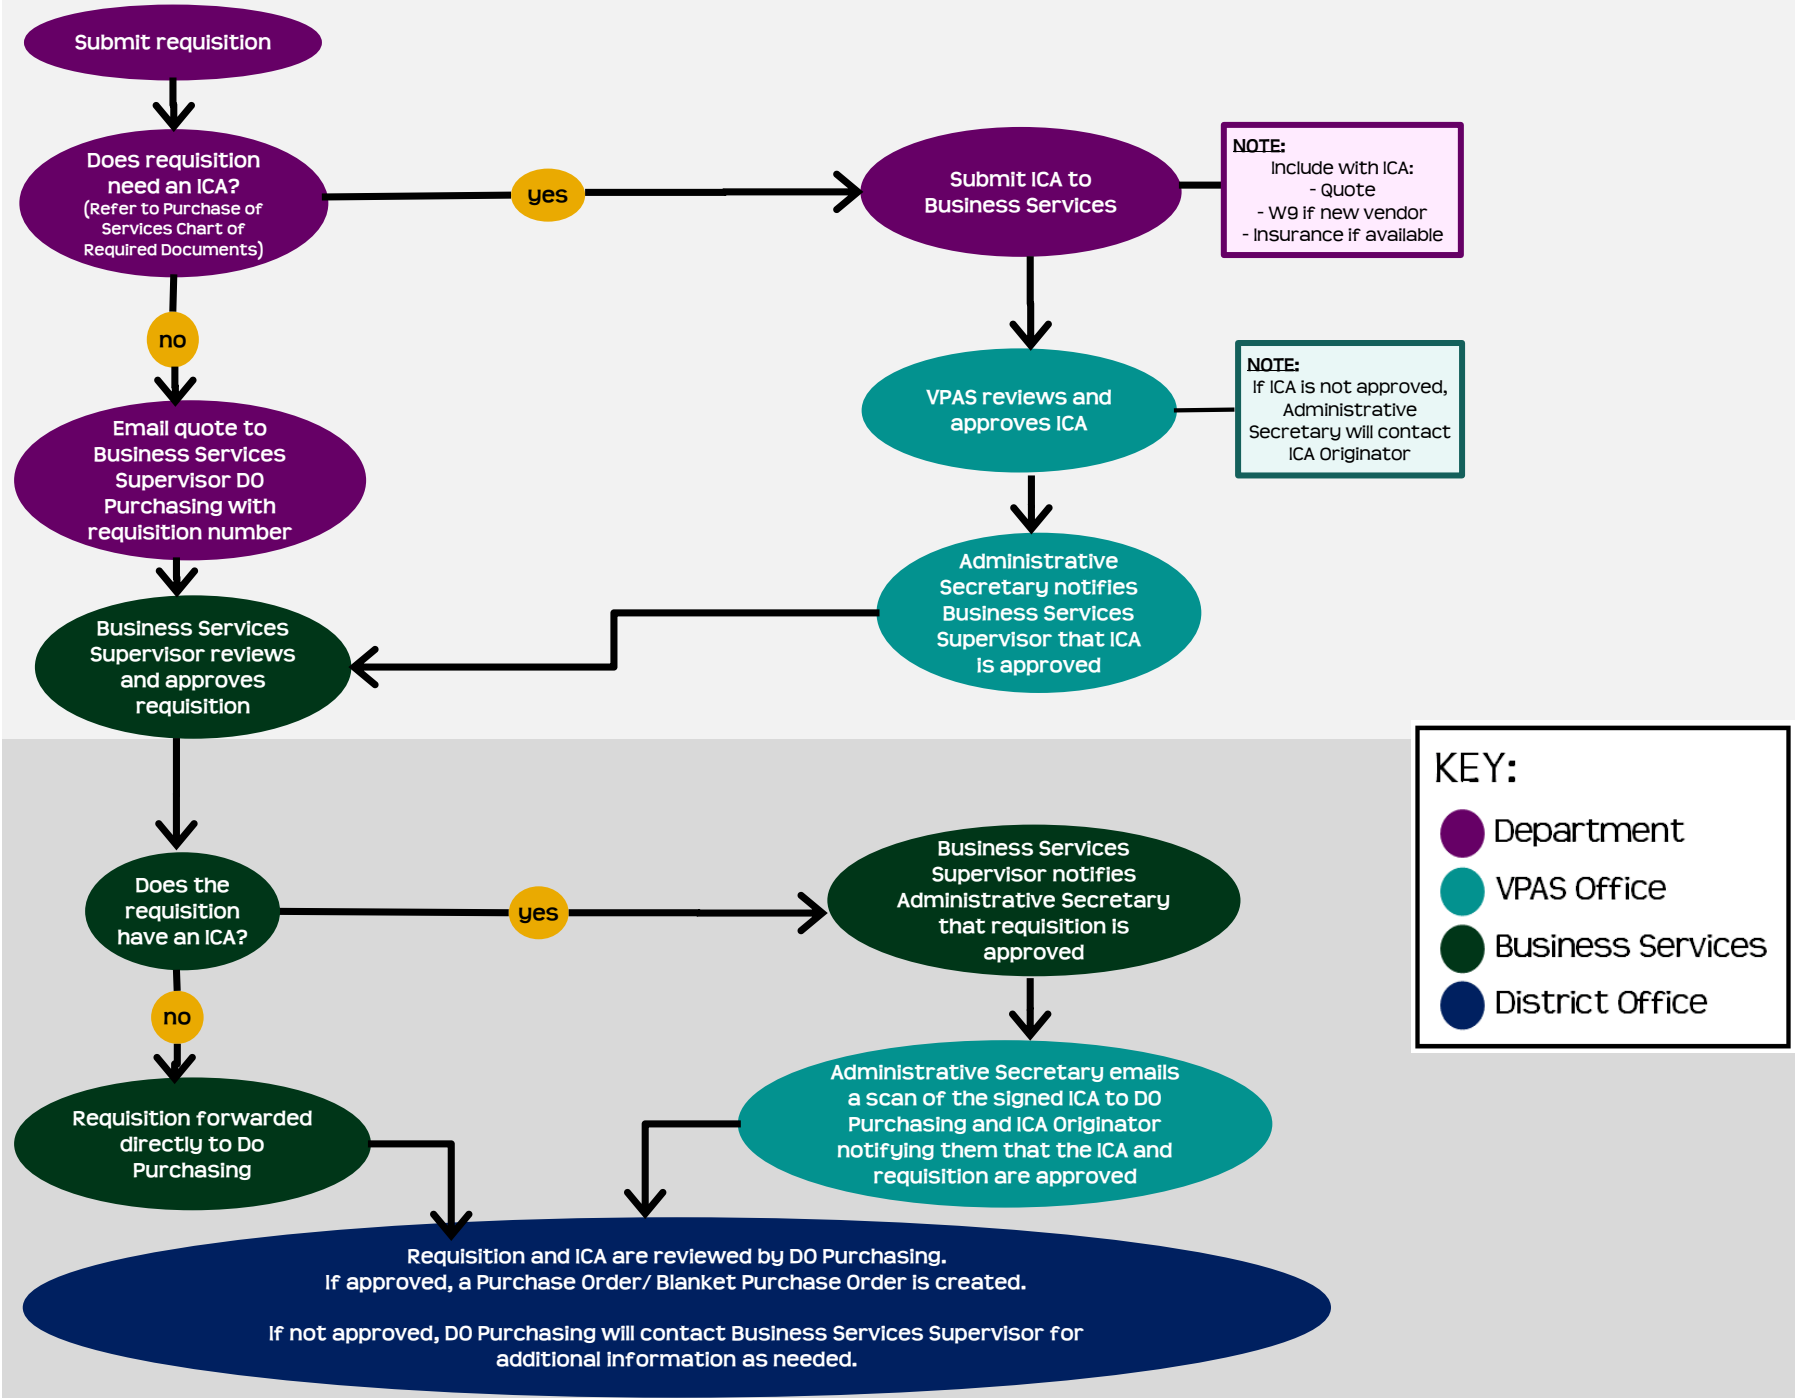 Submit requisition
Does requisition
need an ICA?
(Refer to Purchase of
Services Chart of
Required Documents)
yes
Submit ICA to
Business Services
NOTE:
Include with ICA:
- Quote
- W9 if new vendor
- Insurance if available
no
VPAS reviews and
approves ICA
NOTE:
If ICA is not approved,
Administrative
Secretary will contact
ICA Originator
Email quote to
Business Services
Supervisor DO
Purchasing with
requisition number
Administrative
Secretary notifies
Business Services
Supervisor that ICA
is approved
Business Services
Supervisor reviews
and approves
requisition
KEY:
Department
VPAS Office
Business Services
District Office
Does the
requisition
have an ICA?
yes
Business Services
Supervisor notifies
Administrative Secretary
that requisition is
approved
no
Requisition forwarded
directly to Do
Purchasing
Administrative Secretary emails
a scan of the signed ICA to DO
Purchasing and ICA Originator
notifying them that the ICA and
requisition are approved
Requisition and ICA are reviewed by DO Purchasing.
If approved, a Purchase Order/ Blanket Purchase Order is created.
If not approved, DO Purchasing will contact Business Services Supervisor for
additional information as needed.